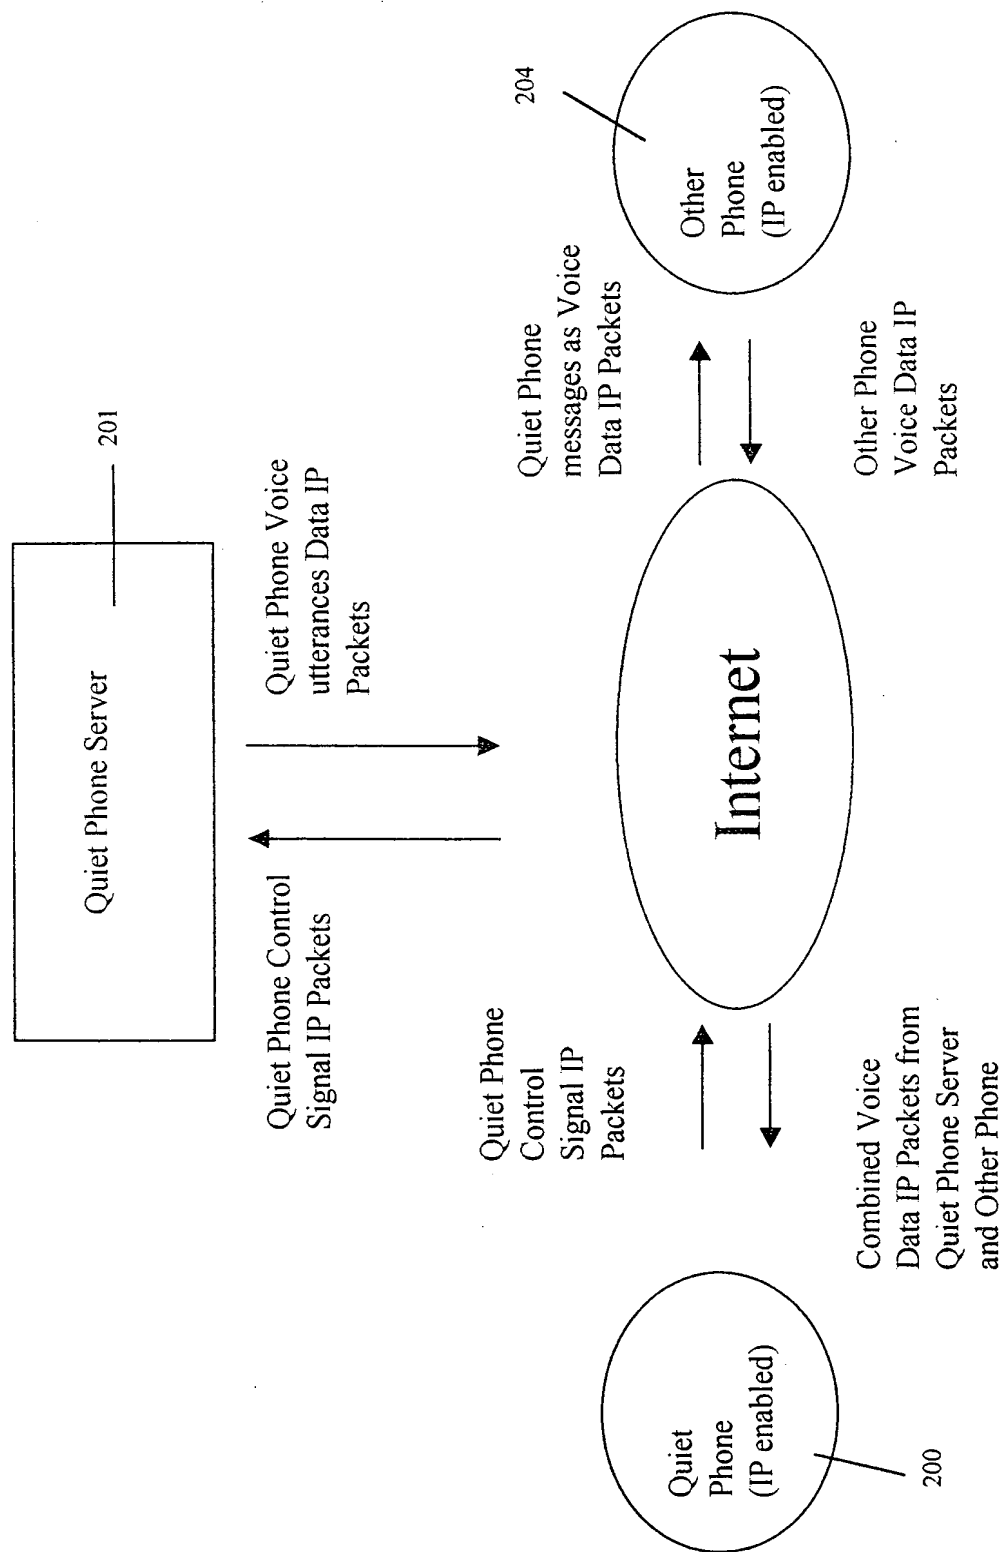 Quiet Phone Server
201
Quiet Phone Control
Signal IP Packets
Quiet Phone Voice
utterances Data IP
Packets
Quiet Phone
Control
Signal IP
Packets
Quiet Phone
messages as Voice
Data IP Packets
204
Quiet
Phone
(IP enabled)
200
Internet
Other
Phone
(IP enabled)
Combined Voice
Data IP Packets from
Quiet Phone Server
and Other Phone
Other Phone
Voice Data IP
Packets